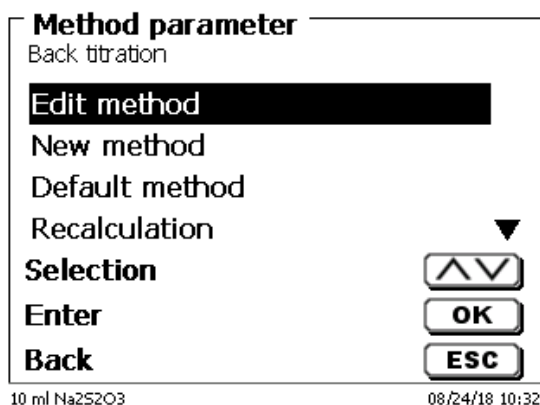 Method parameter
Back titration
Edit method
New method
Default method
Recalculation
Selection
Enter OK
Back ESC
10 ml Na2S2O3 08/24/18 10:32